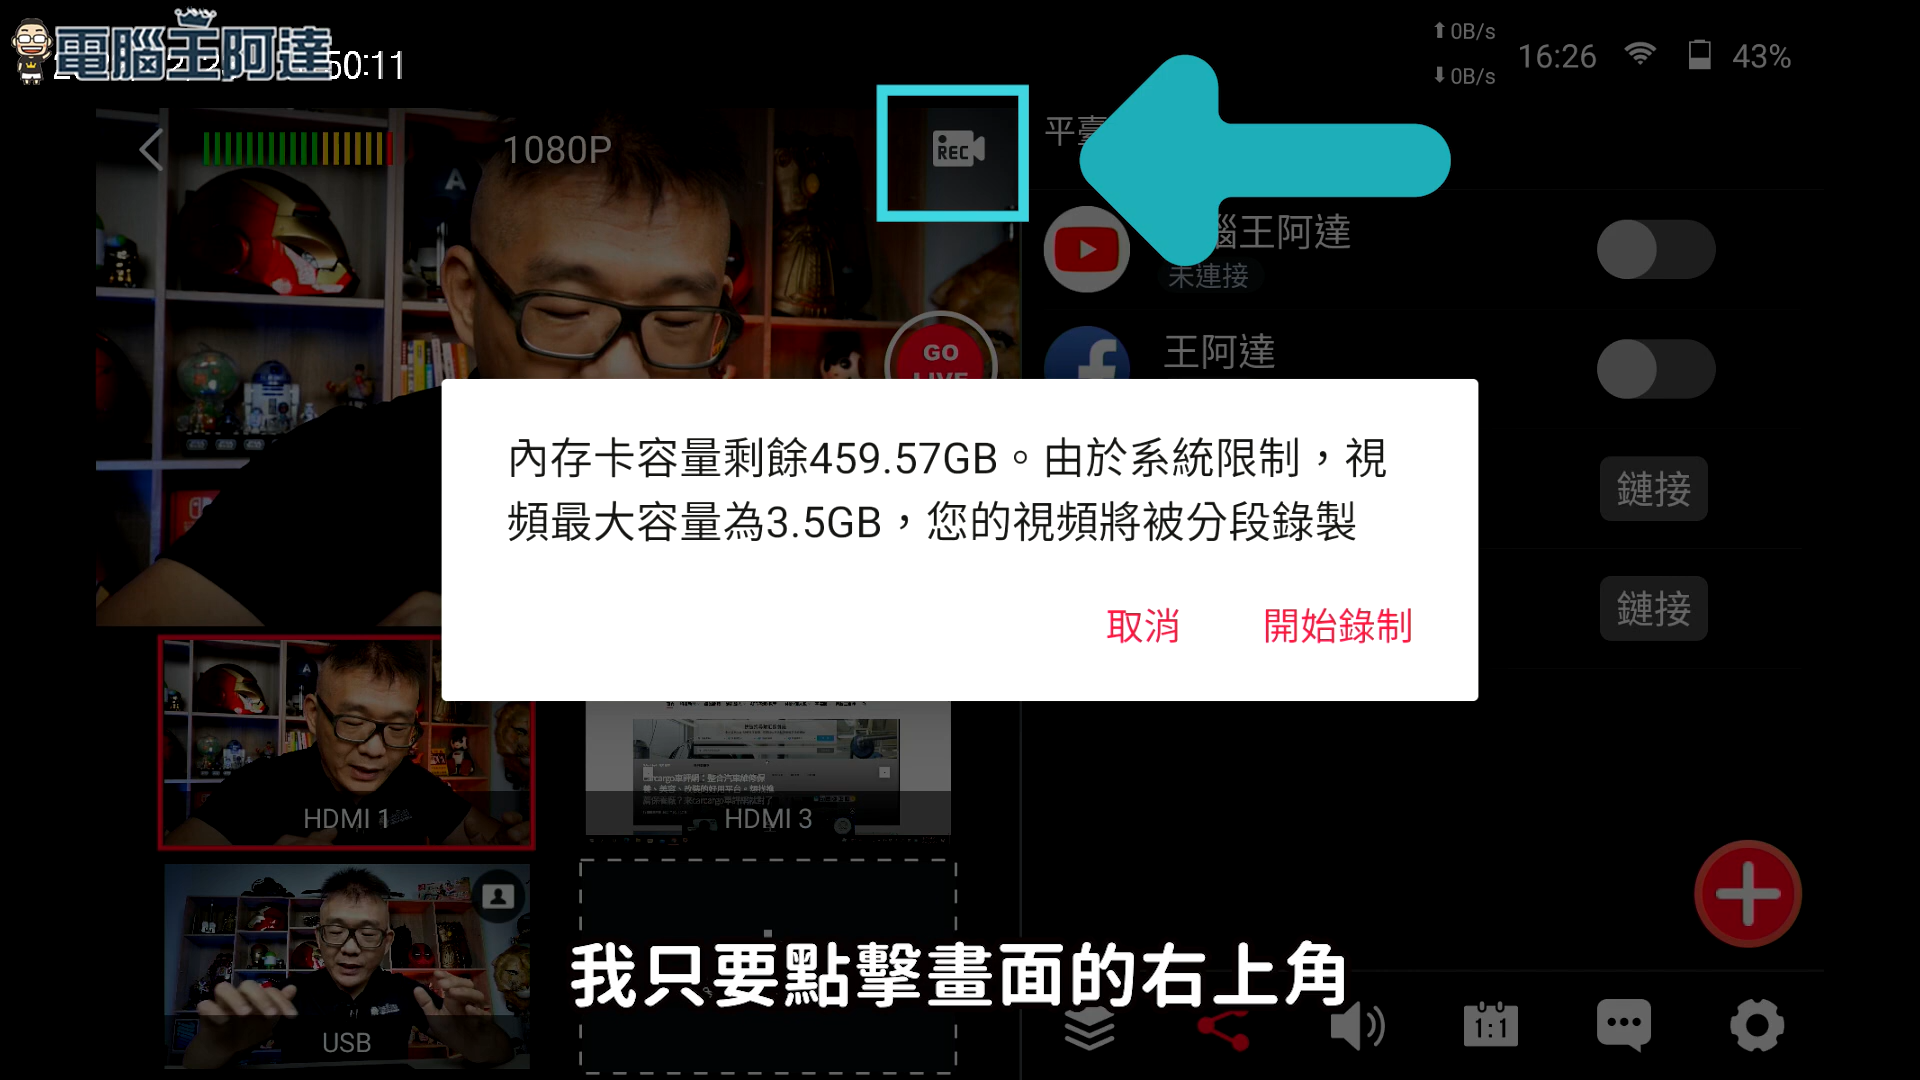 電腦王阿達
50:11
0B/s
0B/s
16:26
43%
1080P
REC
平臺
腦王阿達
未連接
GO
LIVE
王阿達
內存卡容量剩餘459.57GB。由於系統限制，視
頻最大容量為3.5GB，您的視頻將被分段錄製
取消
開始錄制
鏈接
鏈接
HDMI 1
HDMI 3
USB
我只要點擊畫面的右上角
1:1